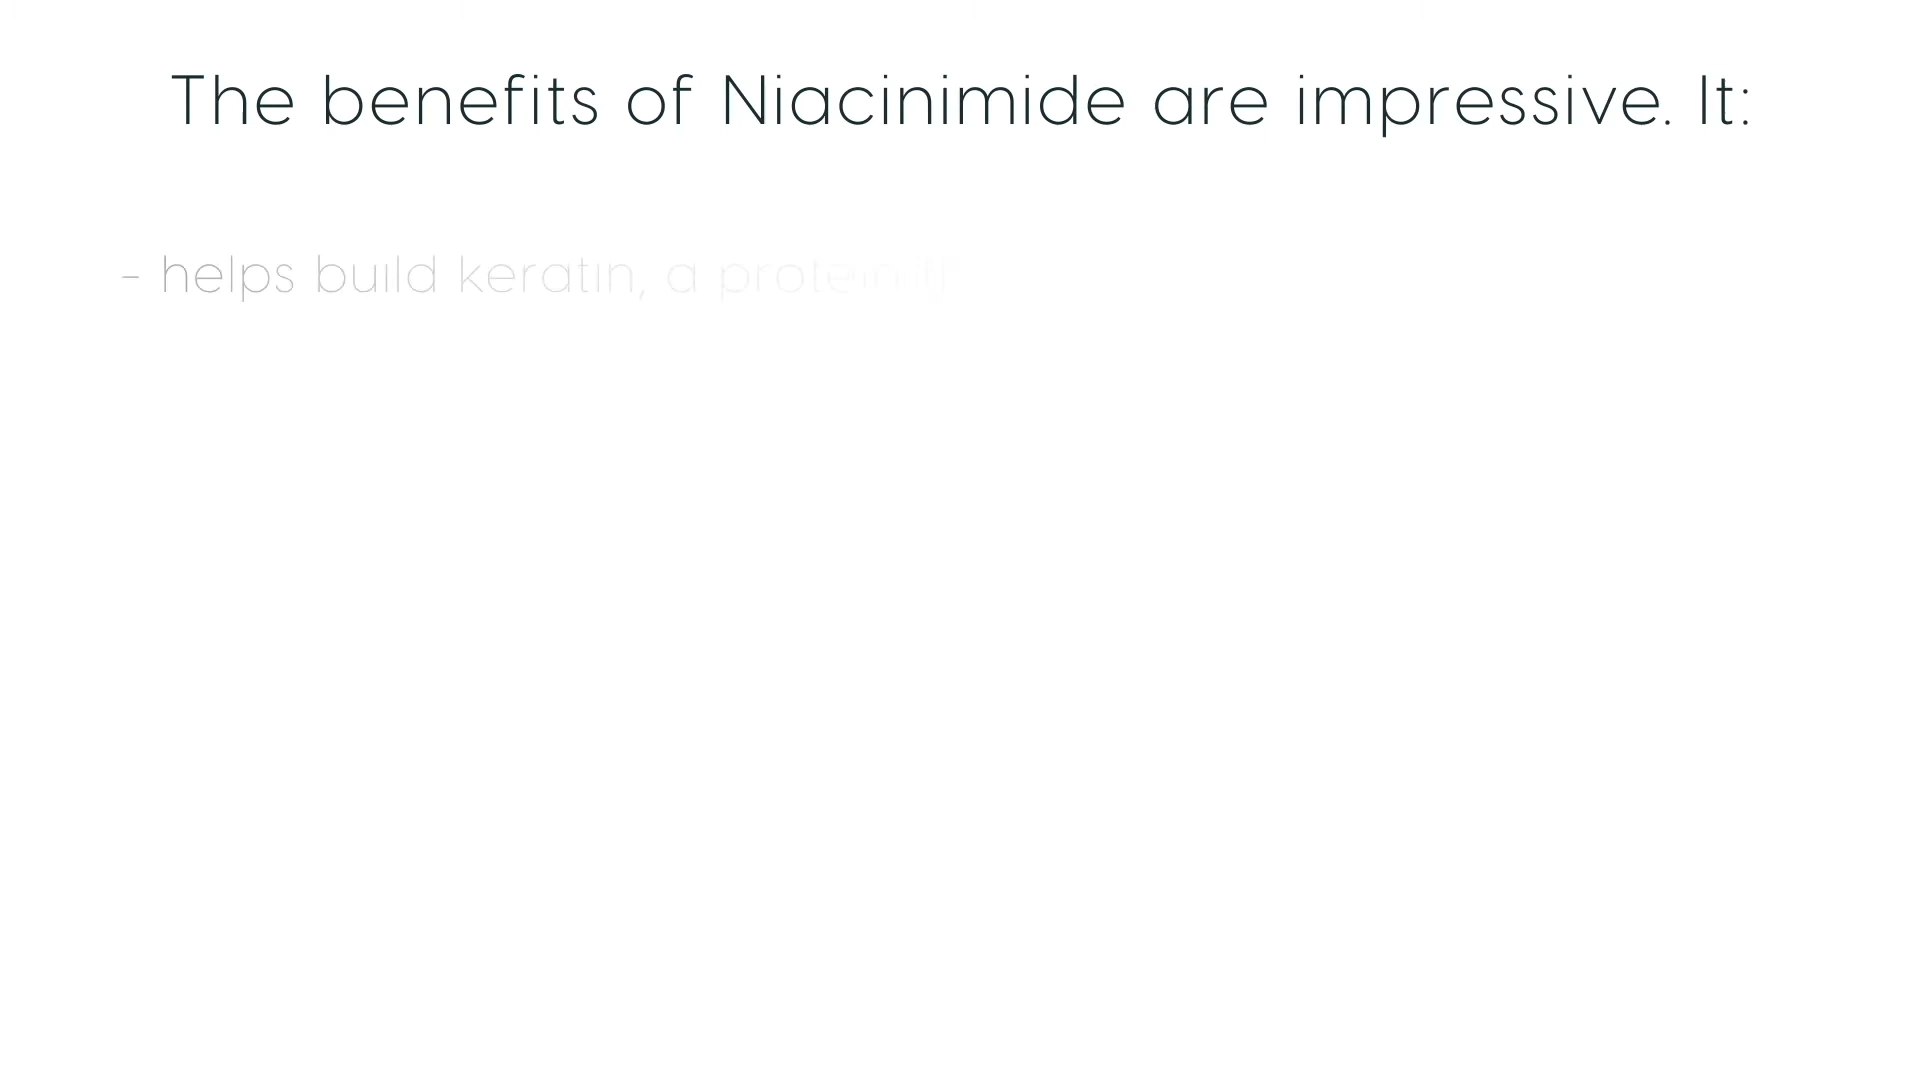 The benefits of Niacinimide are impressive. It:
- helps build keratin, a protein